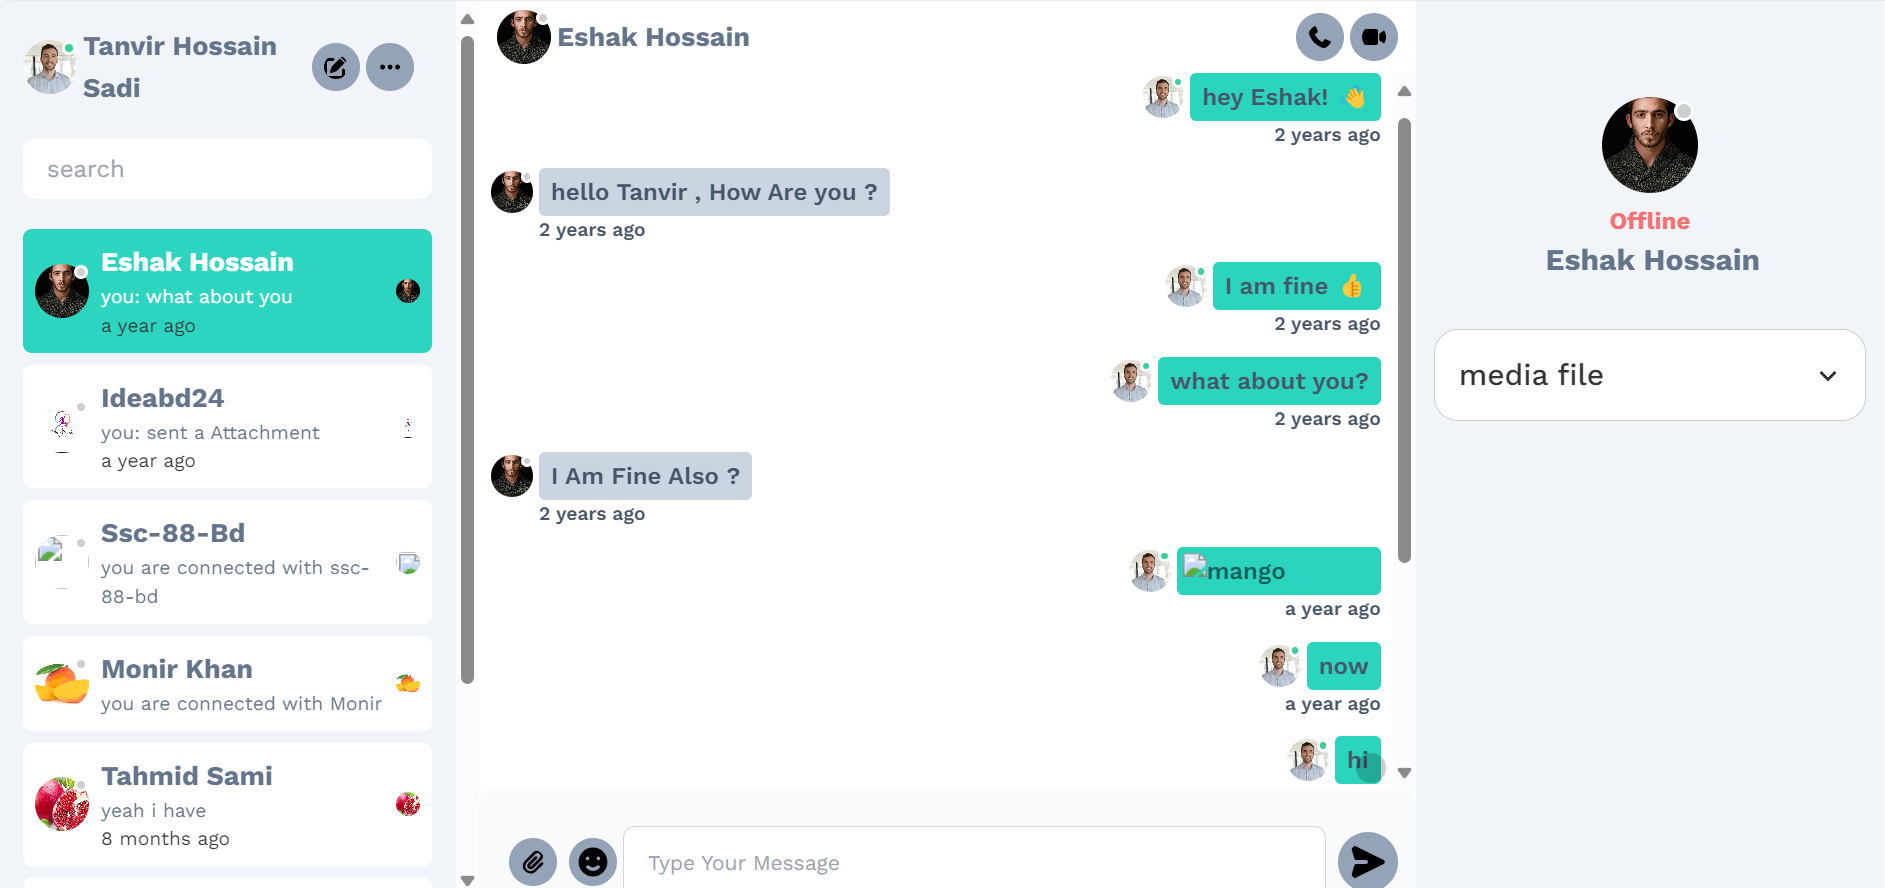 Tanvir Hossain
Sadi
search
Eshak Hossain
you: what about you
a year ago
Ideabd24
you: sent a Attachment
a year ago
Ssc-88-Bd
you are connected with ssc-
88-bd
Monir Khan
you are connected with Monir
Tahmid Sami
yeah i have
8 months ago
Eshak Hossain
hey Eshak! 👋
2 years ago
hello Tanvir , How Are you ?
2 years ago
I am fine 👍
2 years ago
what about you?
2 years ago
I Am Fine Also ?
2 years ago
mango
a year ago
now
a year ago
hi
Type Your Message
Offline
Eshak Hossain
media file